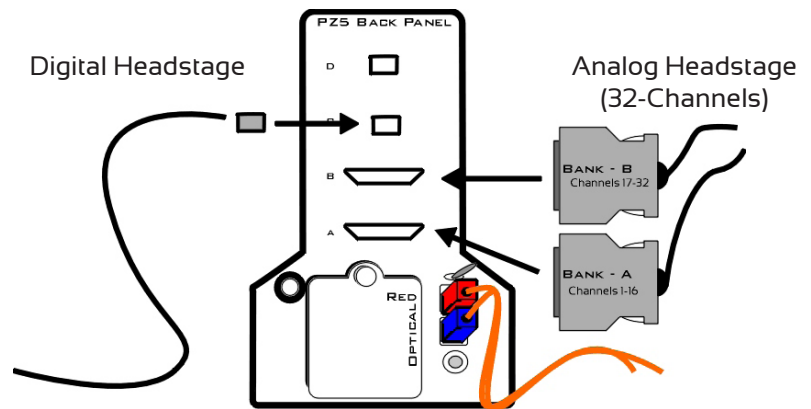 PZ5 Back Panel
Digital Headstage
Analog Headstage
(32-Channels)
D
B
A
Bank - B
Channels 17-32
Bank - A
Channels 1-16
Red
Optical